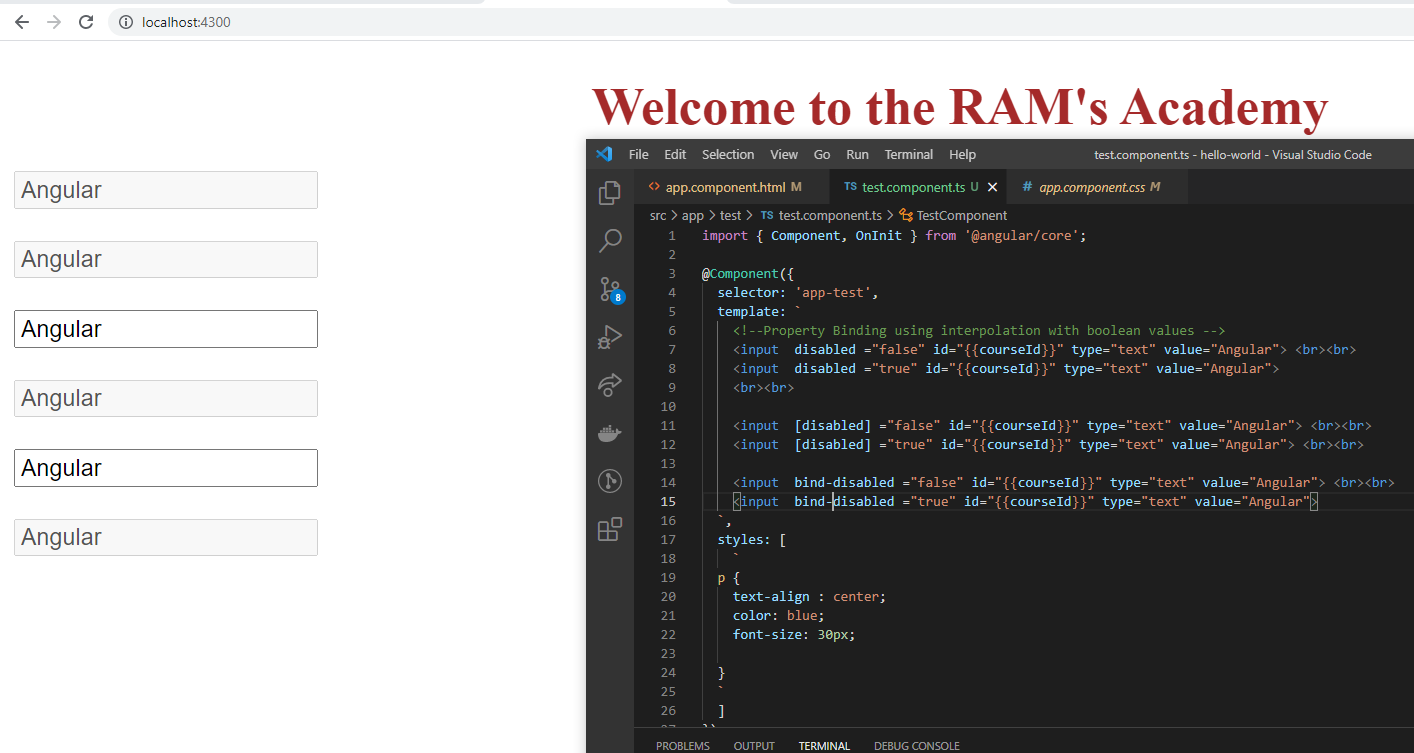 localhost:4300
Welcome to the RAM's Academy
Angular
Angular
Angular
Angular
Angular
Angular
File Edit Selection View Go Run Terminal Help test.component.ts - hello-world - Visual Studio Code
<> app.component.html M TS test.component.ts U × # app.component.css M
src > app > test > TS test.component.ts > TestComponent
8
1 import { Component, OnInit } from '@angular/core';
2
3 @Component({
4 selector: 'app-test',
5 template: `
6 <!--Property Binding using interpolation with boolean values -->
7 <input  disabled ="false" id="{{courseId}}" type="text" value="Angular"> <br><br>
8 <input  disabled ="true" id="{{courseId}}" type="text" value="Angular">
9 <br><br>
10
11 <input  [disabled] ="false" id="{{courseId}}" type="text" value="Angular"> <br><br>
12 <input  [disabled] ="true" id="{{courseId}}" type="text" value="Angular"> <br><br>
13
14 <input  bind-disabled ="false" id="{{courseId}}" type="text" value="Angular"> <br><br>
15 <input  bind-disabled ="true" id="{{courseId}}" type="text" value="Angular">
16 `,
17 styles: [
18 `
19 p {
20 text-align : center;
21 color: blue;
22 font-size: 30px;
23
24 }
25 `
26 ]
27 })
PROBLEMS OUTPUT TERMINAL DEBUG CONSOLE